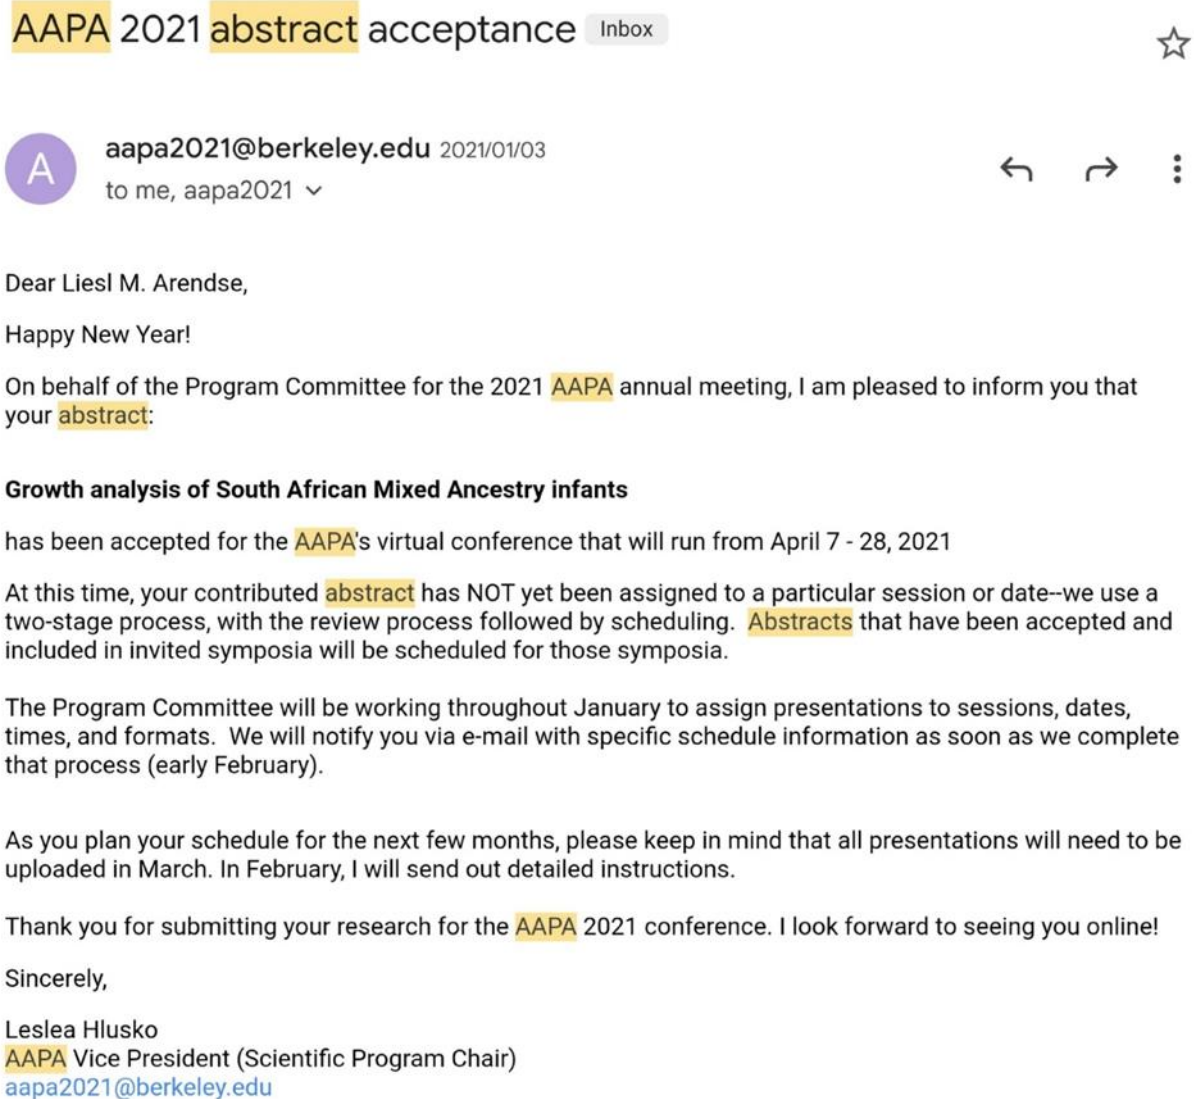 AAPA 2021 abstract acceptance Inbox
A
aapa2021@berkeley.edu 2021/01/03
to me, aapa2021
Dear Liesl M. Arendse,
Happy New Year!
On behalf of the Program Committee for the 2021 AAPA annual meeting, I am pleased to inform you that
your abstract:
Growth analysis of South African Mixed Ancestry infants
has been accepted for the AAPA's virtual conference that will run from April 7 - 28, 2021
At this time, your contributed abstract has NOT yet been assigned to a particular session or date--we use a
two-stage process, with the review process followed by scheduling.  Abstracts that have been accepted and
included in invited symposia will be scheduled for those symposia.
The Program Committee will be working throughout January to assign presentations to sessions, dates,
times, and formats.  We will notify you via e-mail with specific schedule information as soon as we complete
that process (early February).
As you plan your schedule for the next few months, please keep in mind that all presentations will need to be
uploaded in March. In February, I will send out detailed instructions.
Thank you for submitting your research for the AAPA 2021 conference. I look forward to seeing you online!
Sincerely,
Leslea Hlusko
AAPA Vice President (Scientific Program Chair)
aapa2021@berkeley.edu